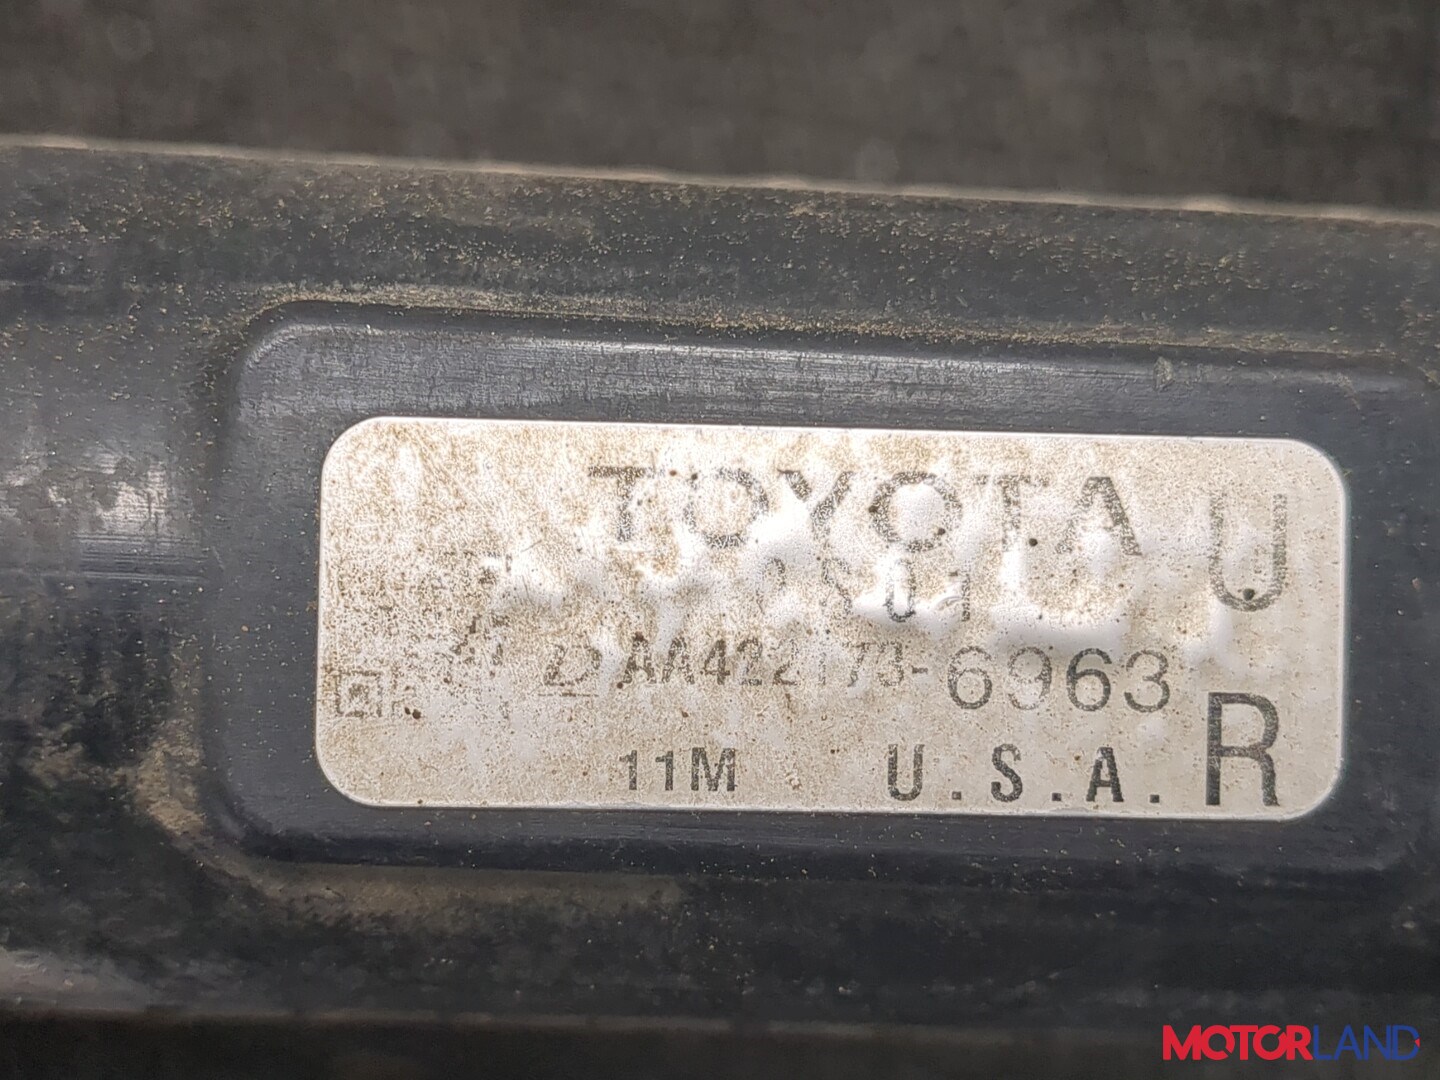 TOYOTA U
AA422173-6963
11M U.S.A. R
MOTORLAND